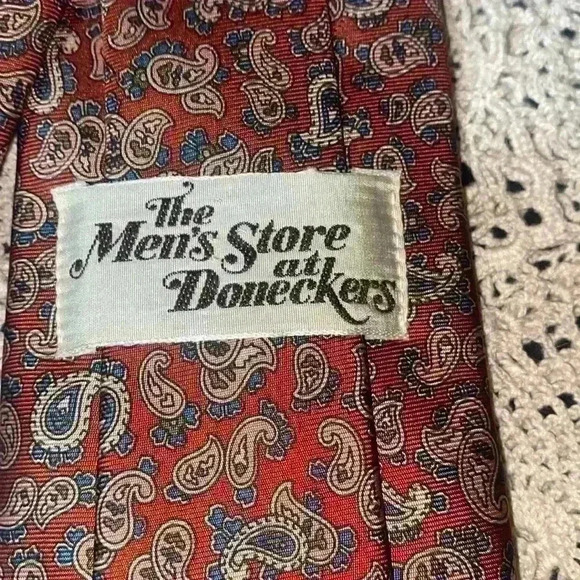 The
Men's Store
at
Doneckers